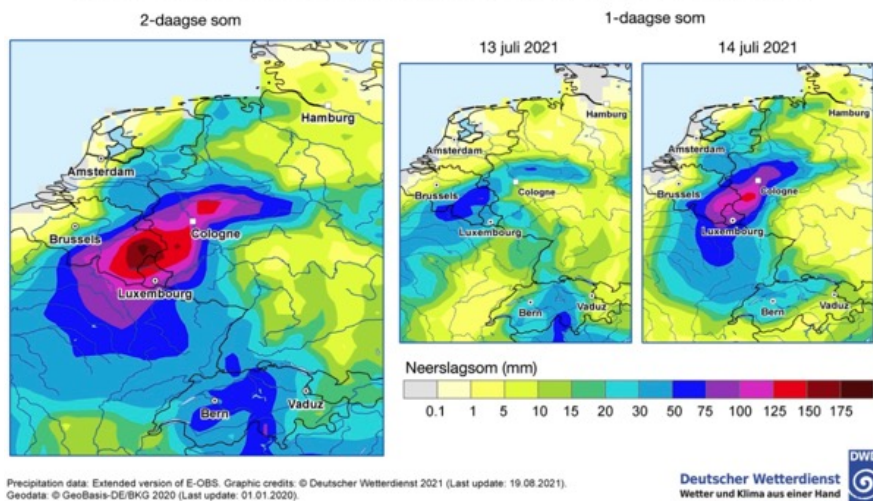 2-daagse som
1-daagse som
13 juli 2021
14 juli 2021
Hamburg
Amsterdam
Brussels
Cologne
Luxembourg
Bern
Vaduz
Hamburg
Amsterdam
Brussels
Cologne
Luxembourg
Bern
Vaduz
Hamburg
Amsterdam
Brussels
Cologne
Luxembourg
Bern
Vaduz
Neerslagsom (mm)
0.1 1 5 10 15 20 30 50 75 100 125 150 175
Precipitation data: Extended version of E-OBS. Graphic credits: © Deutscher Wetterdienst 2021 (Last update: 19.08.2021).
Geodata: © GeoBasis-DE/BKG 2020 (Last update: 01.01.2020).
Deutscher Wetterdienst
Wetter und Klima aus einer Hand
DWD